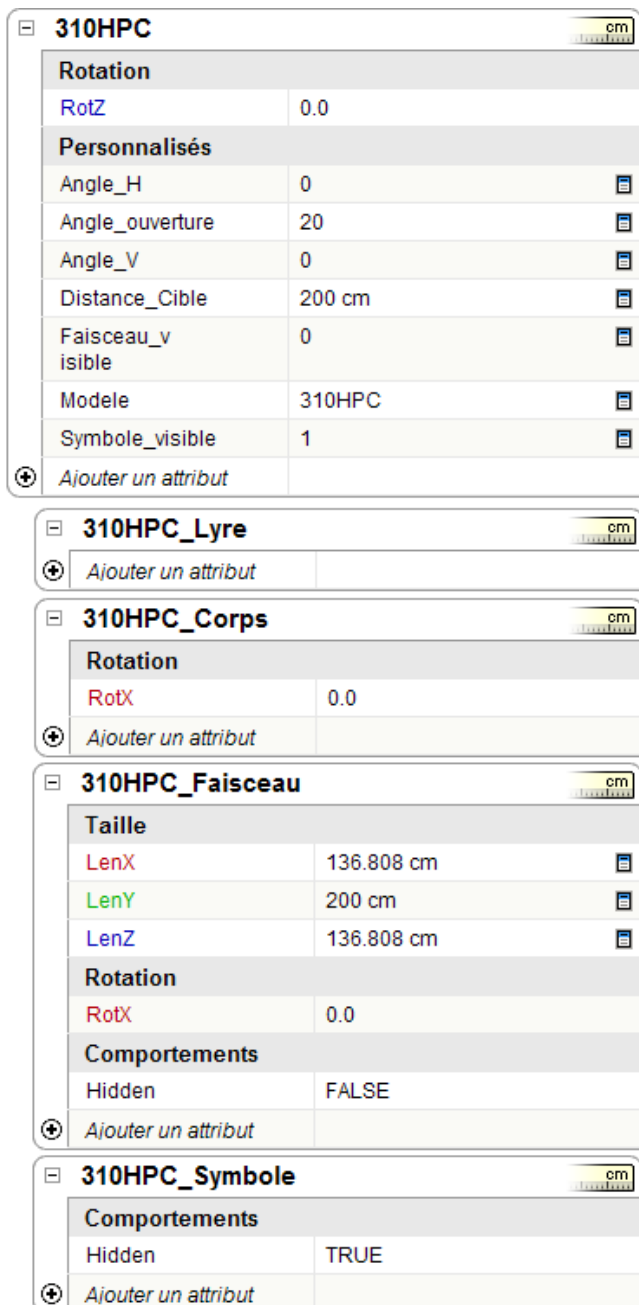 310HPC cm
Rotation
RotZ 0.0
Personnalisés
Angle_H 0
Angle_ouverture 20
Angle_V 0
Distance_Cible 200 cm
Faisceau_v 0
isible
Modele 310HPC
Symbole_visible 1
Ajouter un attribut
310HPC_Lyre cm
Ajouter un attribut
310HPC_Corps cm
Rotation
RotX 0.0
Ajouter un attribut
310HPC_Faisceau cm
Taille
LenX 136.808 cm
LenY 200 cm
LenZ 136.808 cm
Rotation
RotX 0.0
Comportements
Hidden FALSE
Ajouter un attribut
310HPC_Symbole cm
Comportements
Hidden TRUE
Ajouter un attribut